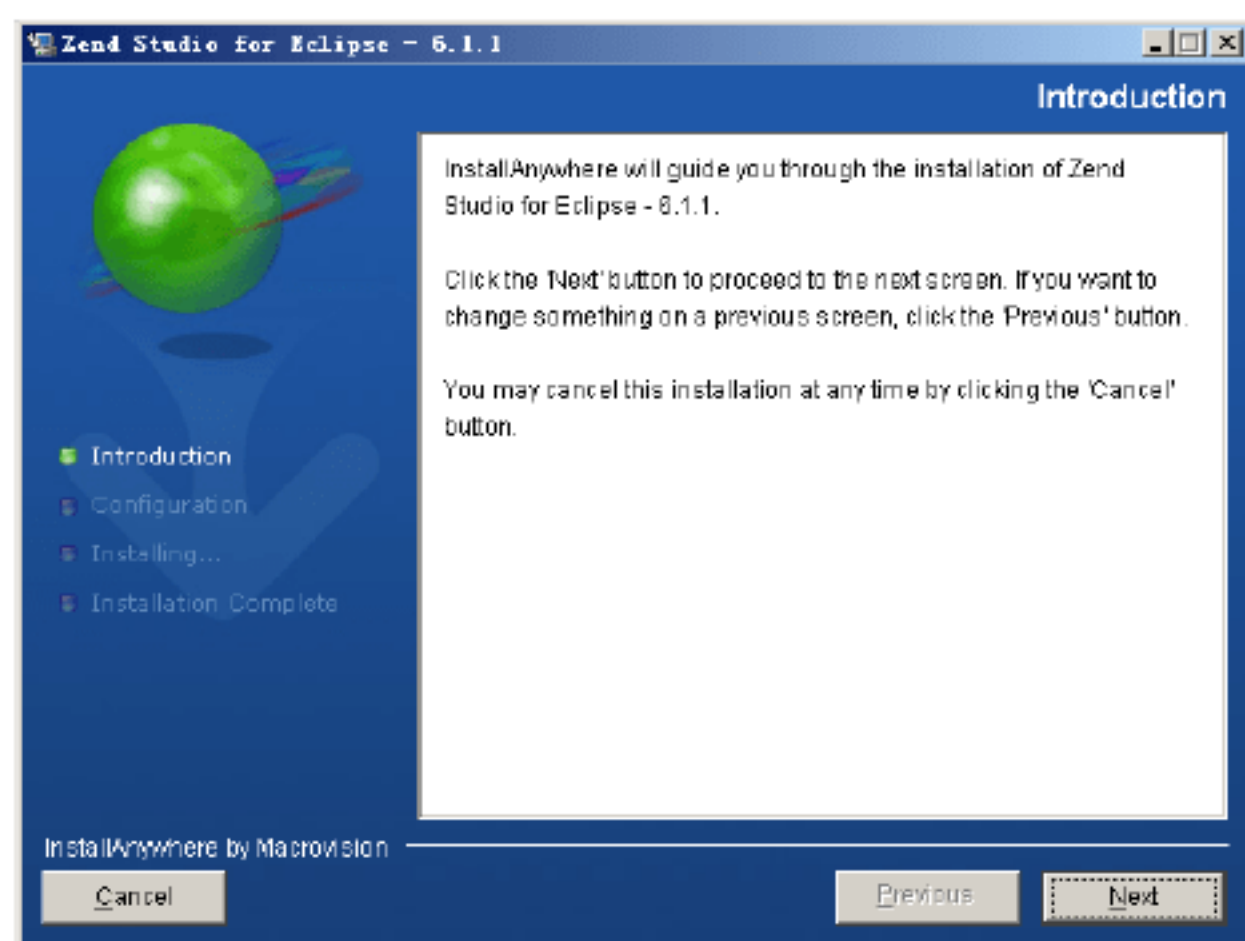 Zend Studio for Eclipse - 6.1.1
Introduction
InstallAnywhere will guide you through the installation of Zend
Studio for Eclipse - 6.1.1.
Click the 'Next' button to proceed to the next screen. If you want to
change something on a previous screen, click the 'Previous' button.
You may cancel this installation at any time by clicking the 'Cancel'
button.
Introduction
Configuration
Installing...
Installation Complete
InstallAnywhere by Macrovision
Cancel
Previous
Next